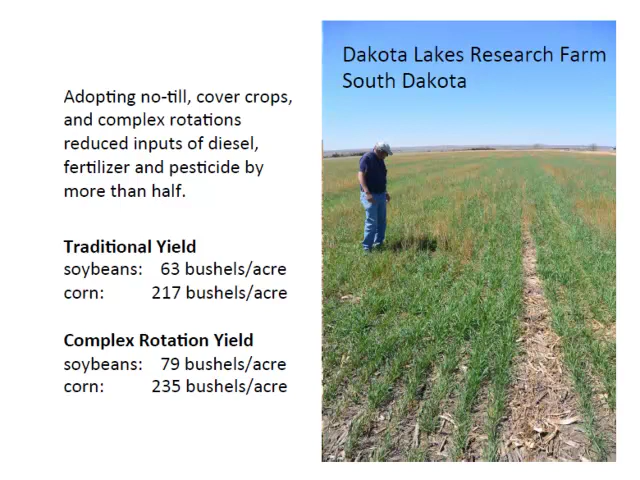 Dakota Lakes Research Farm
South Dakota
Adopting no-till, cover crops,
and complex rotations
reduced inputs of diesel,
fertilizer and pesticide by
more than half.
Traditional Yield
soybeans: 63 bushels/acre
corn: 217 bushels/acre
Complex Rotation Yield
soybeans: 79 bushels/acre
corn: 235 bushels/acre